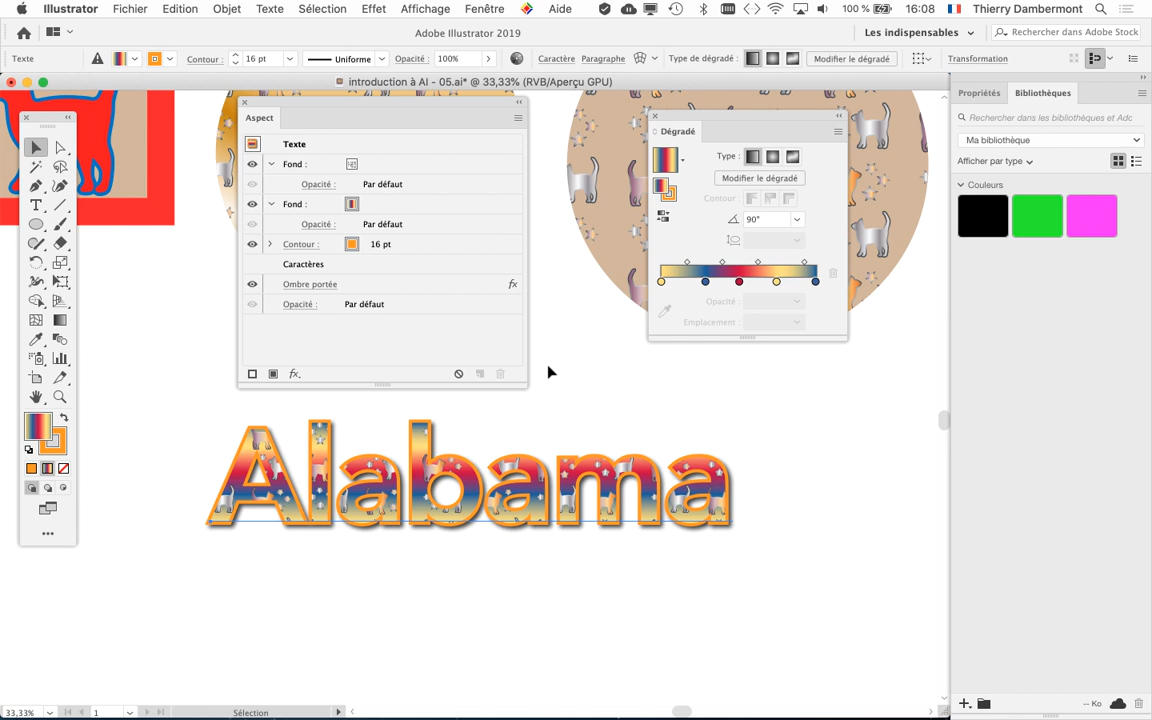 Illustrator Fichier Edition Objet Texte Sélection Effet Affichage Fenêtre Aide 100 % 16:08 Thierry Dambermont
Adobe Illustrator 2019 Les indispensables Rechercher dans Adobe Stock
Texte Contour : 16 pt Uniforme Opacité : 100% Caractère Paragraphe Type de dégradé : Modifier le dégradé Transformation
introduction à AI - 05.ai* @ 33,33% (RVB/Aperçu GPU)
Propriétés Bibliothèques
Rechercher dans les bibliothèques et Adc
Ma bibliothèque
Afficher par type
Couleurs
Aspect
Texte
Fond :
Opacité : Par défaut
Fond :
Opacité : Par défaut
Contour : 16 pt
Caractères
Ombre portée fx
Opacité : Par défaut
fx.
Dégradé
Type :
Modifier le dégradé
Contour :
90°
Opacité :
Emplacement :
Alabama
33,33% 1 Sélection
-- Ko